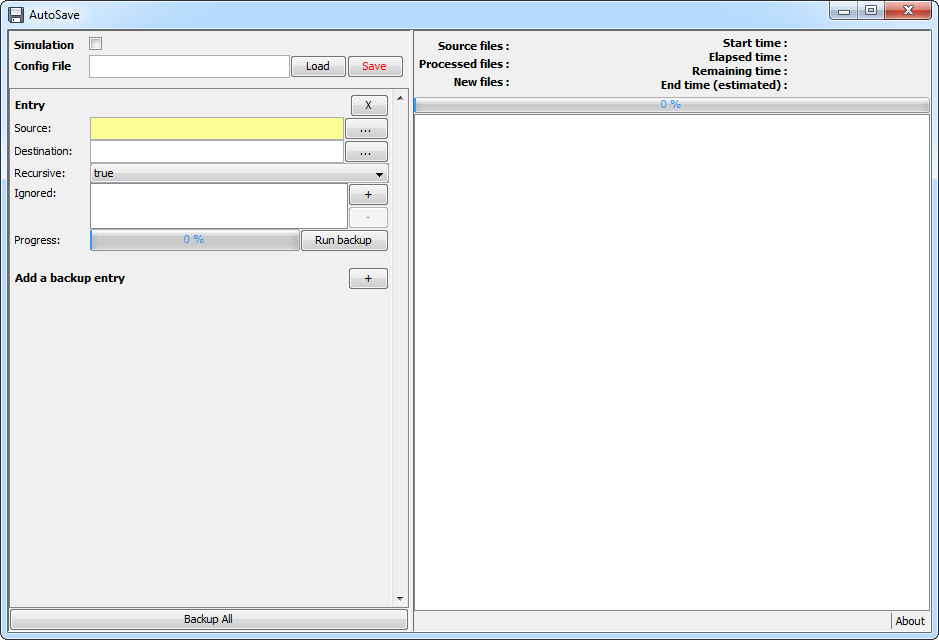 AutoSave
Simulation
Config File Load Save
Entry X
Source: ...
Destination: ...
Recursive: true
Ignored: +
-
Progress: 0 % Run backup
Add a backup entry +
Backup All
Source files :
Processed files :
New files :
Start time :
Elapsed time :
Remaining time :
End time (estimated) :
0 %
About